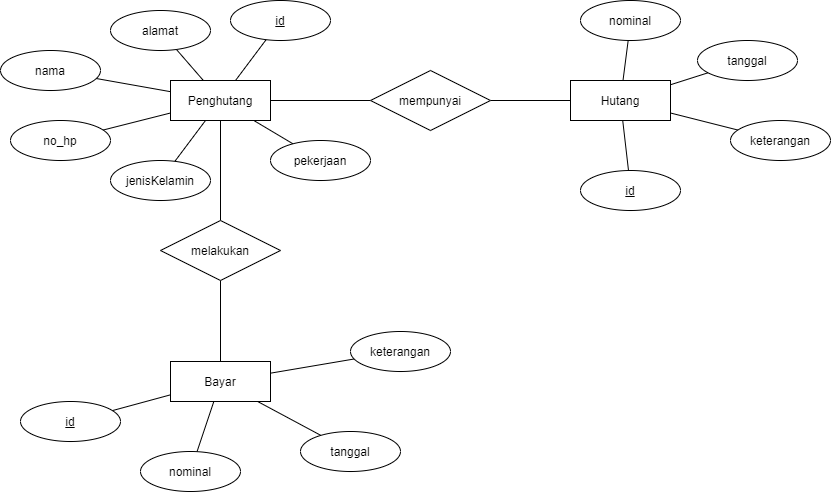 id
nominal
alamat
tanggal
nama
Penghutang
mempunyai
Hutang
no_hp
keterangan
pekerjaan
jenisKelamin
id
melakukan
keterangan
Bayar
id
tanggal
nominal